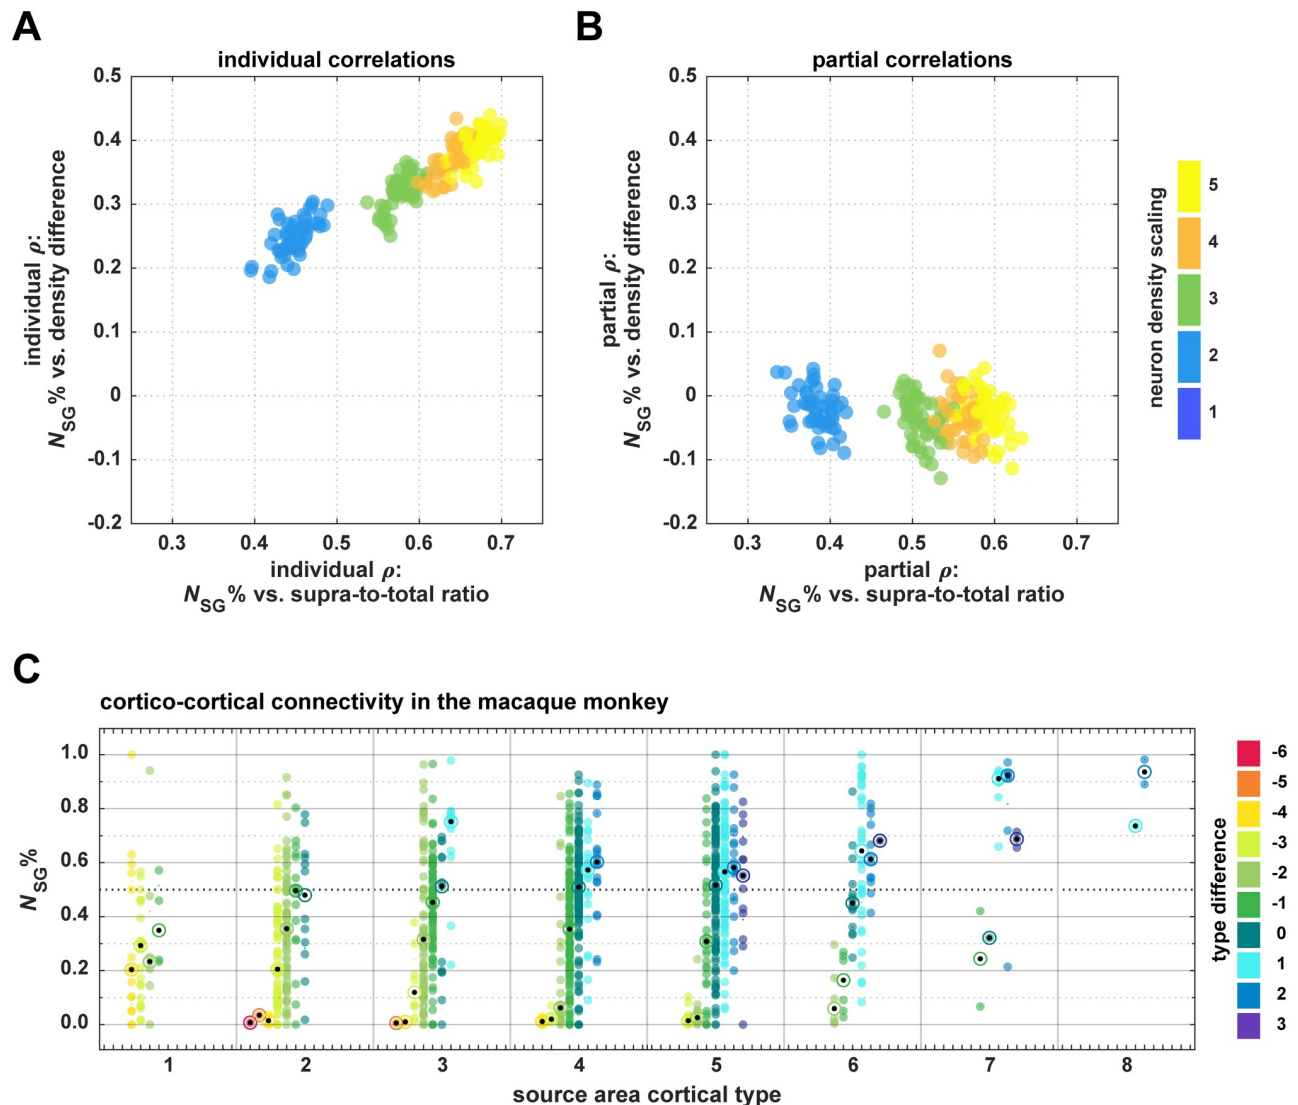 A
individual correlations
0.5
0.4
0.3
0.2
0.1
0
-0.1
-0.2
individual ρ:
NSG% vs. density difference
0.3 0.4 0.5 0.6 0.7
individual ρ:
NSG% vs. supra-to-total ratio
B
partial correlations
0.5
0.4
0.3
0.2
0.1
0
-0.1
-0.2
partial ρ:
NSG% vs. density difference
0.3 0.4 0.5 0.6 0.7
partial ρ:
NSG% vs. supra-to-total ratio
neuron density scaling
5
4
3
2
1
C
cortico-cortical connectivity in the macaque monkey
1.0
0.8
0.6
0.4
0.2
0.0
NSG%
1 2 3 4 5 6 7 8
source area cortical type
type difference
-6
-5
-4
-3
-2
-1
0
1
2
3